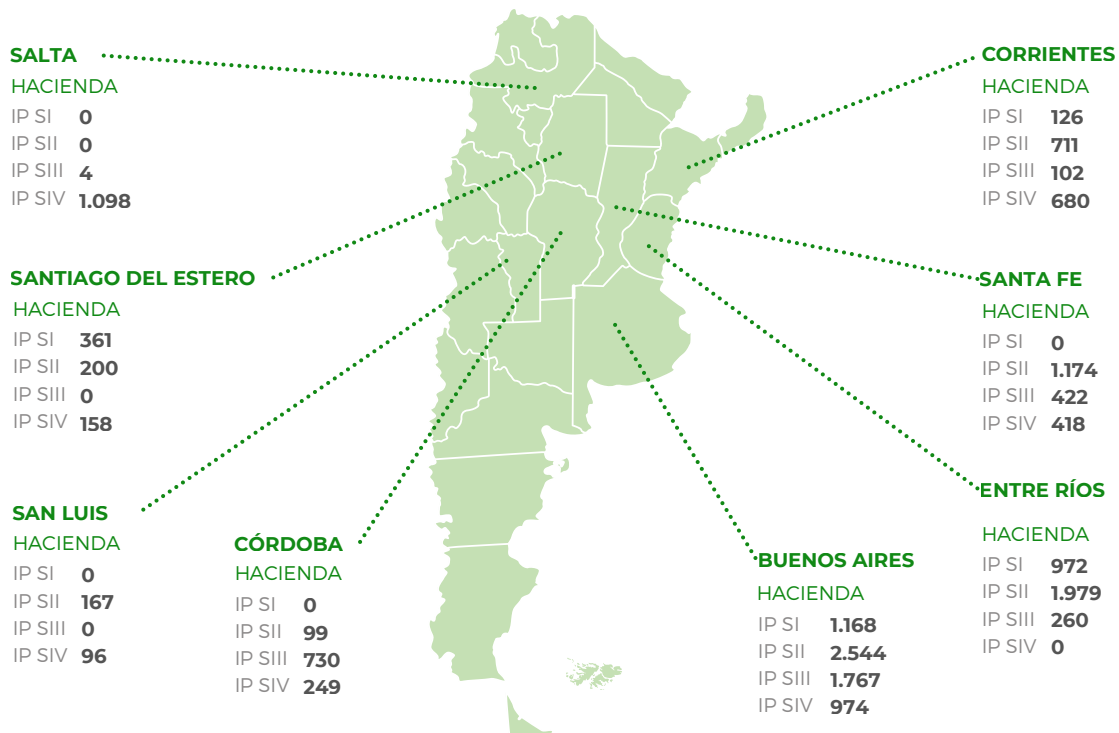 SALTA
HACIENDA
IP SI 0
IP SII 0
IP SIII 4
IP SIV 1.098
SANTIAGO DEL ESTERO
HACIENDA
IP SI 361
IP SII 200
IP SIII 0
IP SIV 158
SAN LUIS
HACIENDA
IP SI 0
IP SII 167
IP SIII 0
IP SIV 96
CÓRDOBA
HACIENDA
IP SI 0
IP SII 99
IP SIII 730
IP SIV 249
BUENOS AIRES
HACIENDA
IP SI 1.168
IP SII 2.544
IP SIII 1.767
IP SIV 974
CORRIENTES
HACIENDA
IP SI 126
IP SII 711
IP SIII 102
IP SIV 680
SANTA FE
HACIENDA
IP SI 0
IP SII 1.174
IP SIII 422
IP SIV 418
ENTRE RÍOS
HACIENDA
IP SI 972
IP SII 1.979
IP SIII 260
IP SIV 0